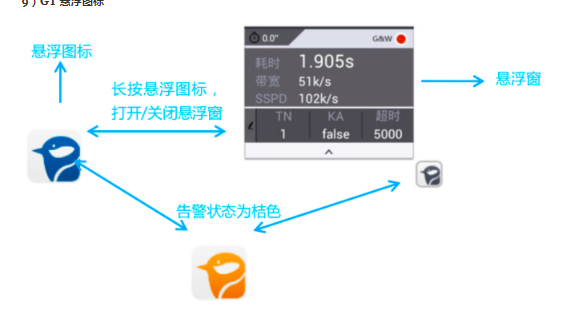 9）GT 悬浮图标
悬浮图标
长按悬浮图标，
打开/关闭悬浮窗
0.0"
G&W
耗时 1.905s
带宽 51k/s
SSPD 102k/s
TN KA 超时
1 false 5000
悬浮窗
告警状态为桔色